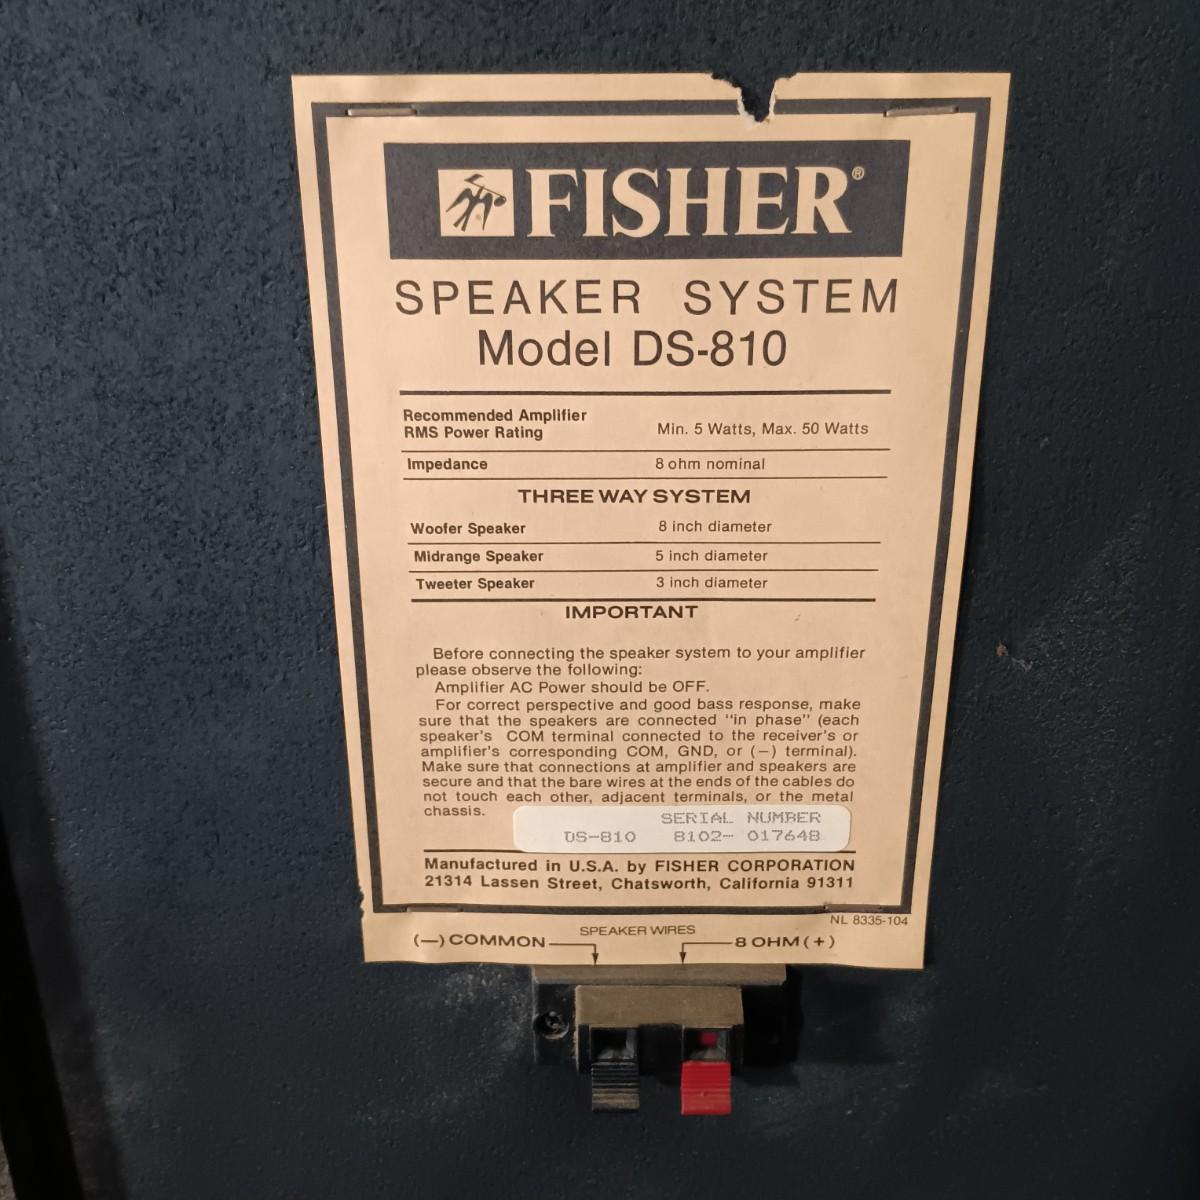 FISHER®
SPEAKER SYSTEM
Model DS-810
Recommended Amplifier
RMS Power Rating Min. 5 Watts, Max. 50 Watts
Impedance 8 ohm nominal
THREE WAY SYSTEM
Woofer Speaker 8 inch diameter
Midrange Speaker 5 inch diameter
Tweeter Speaker 3 inch diameter
IMPORTANT
Before connecting the speaker system to your amplifier
please observe the following:
Amplifier AC Power should be OFF.
For correct perspective and good bass response, make
sure that the speakers are connected "in phase" (each
speaker's COM terminal connected to the receiver's or
amplifier's corresponding COM, GND, or (—) terminal).
Make sure that connections at amplifier and speakers are
secure and that the bare wires at the ends of the cables do
not touch each other, adjacent terminals, or the metal
chassis.
SERIAL NUMBER
DS-810 8102- 017648
Manufactured in U.S.A. by FISHER CORPORATION
21314 Lassen Street, Chatsworth, California 91311
NL 8335-104
SPEAKER WIRES
(—) COMMON 8 OHM (+)